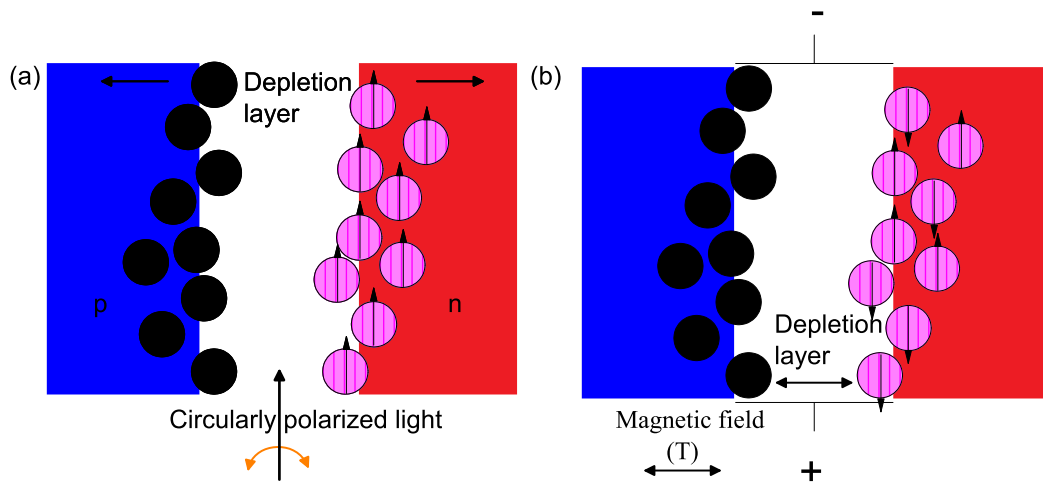 (a)
Depletion
layer
p
n
Circularly polarized light
(b)
-
Depletion
layer
Magnetic field
(T)
+